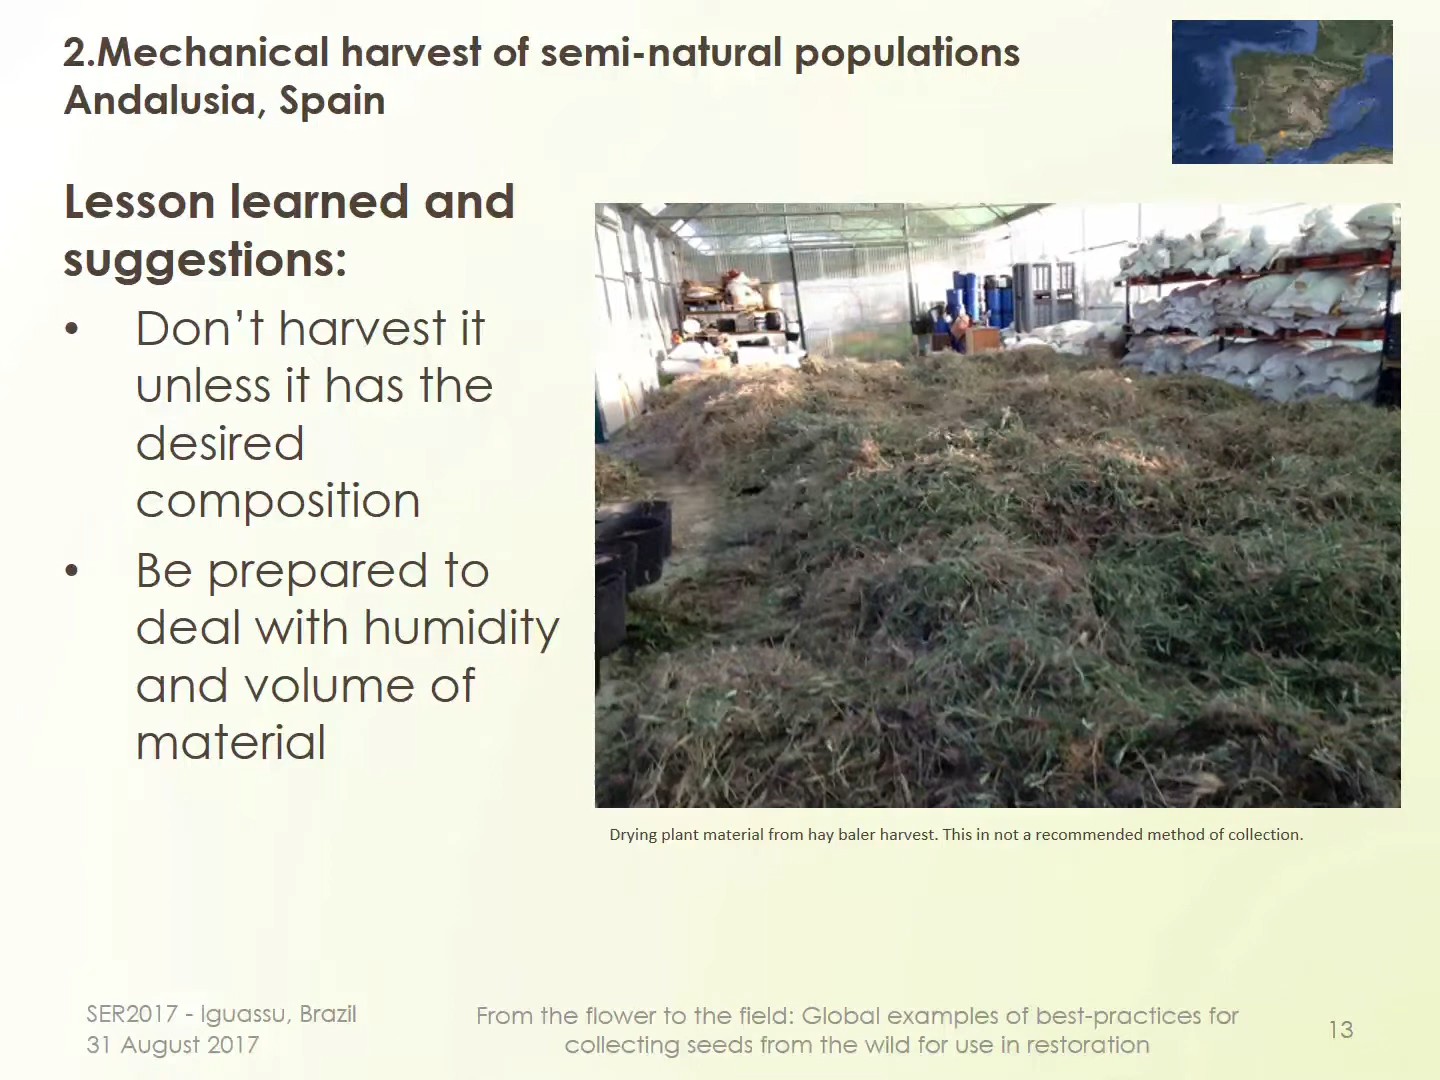 2.Mechanical harvest of semi-natural populations
Andalusia, Spain
Lesson learned and
suggestions:
• Don’t harvest it
unless it has the
desired
composition
• Be prepared to
deal with humidity
and volume of
material
Drying plant material from hay baler harvest. This in not a recommended method of collection.
SER2017 - Iguassu, Brazil
31 August 2017
From the flower to the field: Global examples of best-practices for
collecting seeds from the wild for use in restoration
13